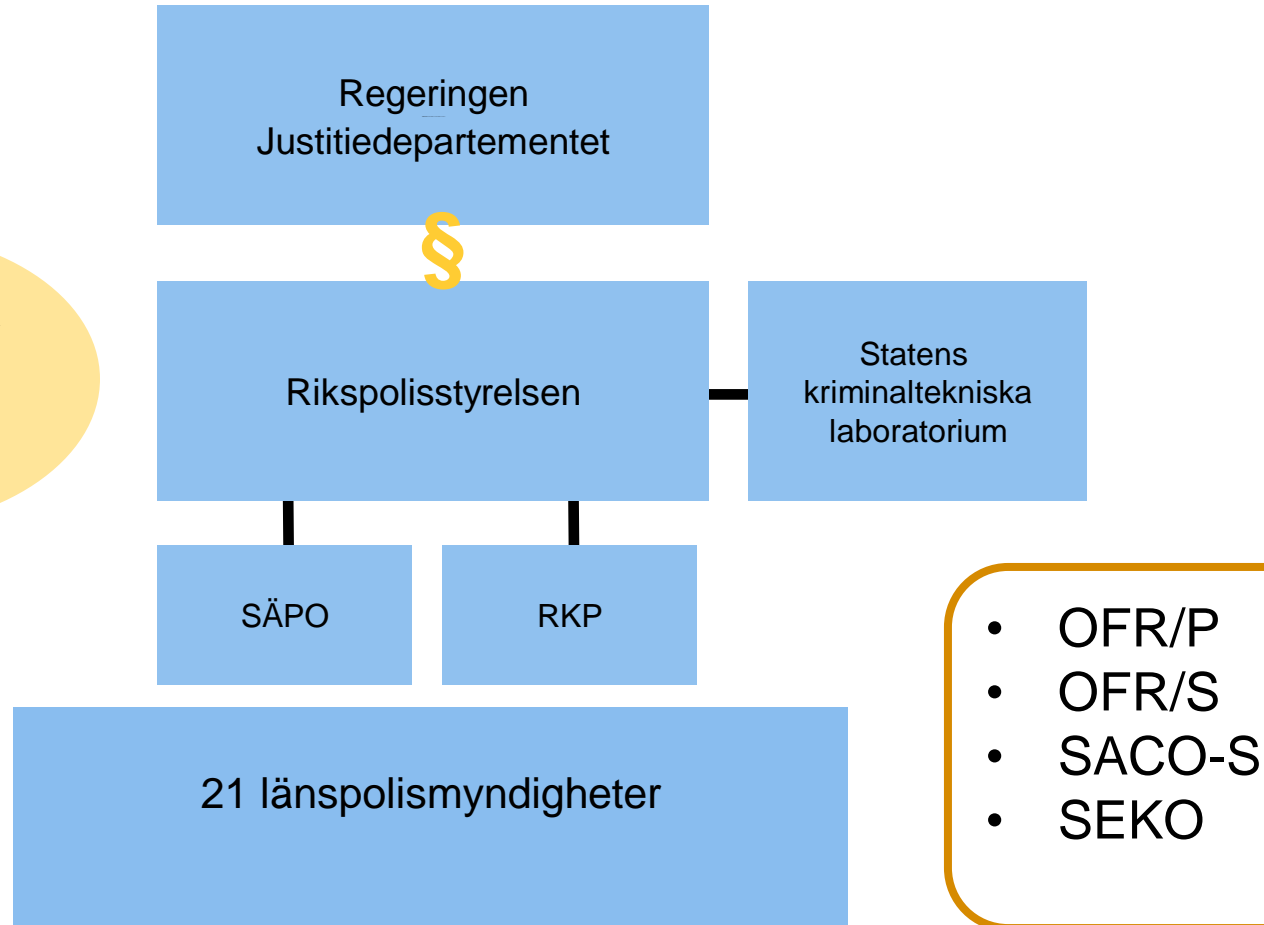 Regeringen
Justitiedepartementet
§
Rikspolisstyrelsen
Statens
kriminaltekniska
laboratorium
SÄPO
RKP
21 länspolismyndigheter
• OFR/P
• OFR/S
• SACO-S
• SEKO